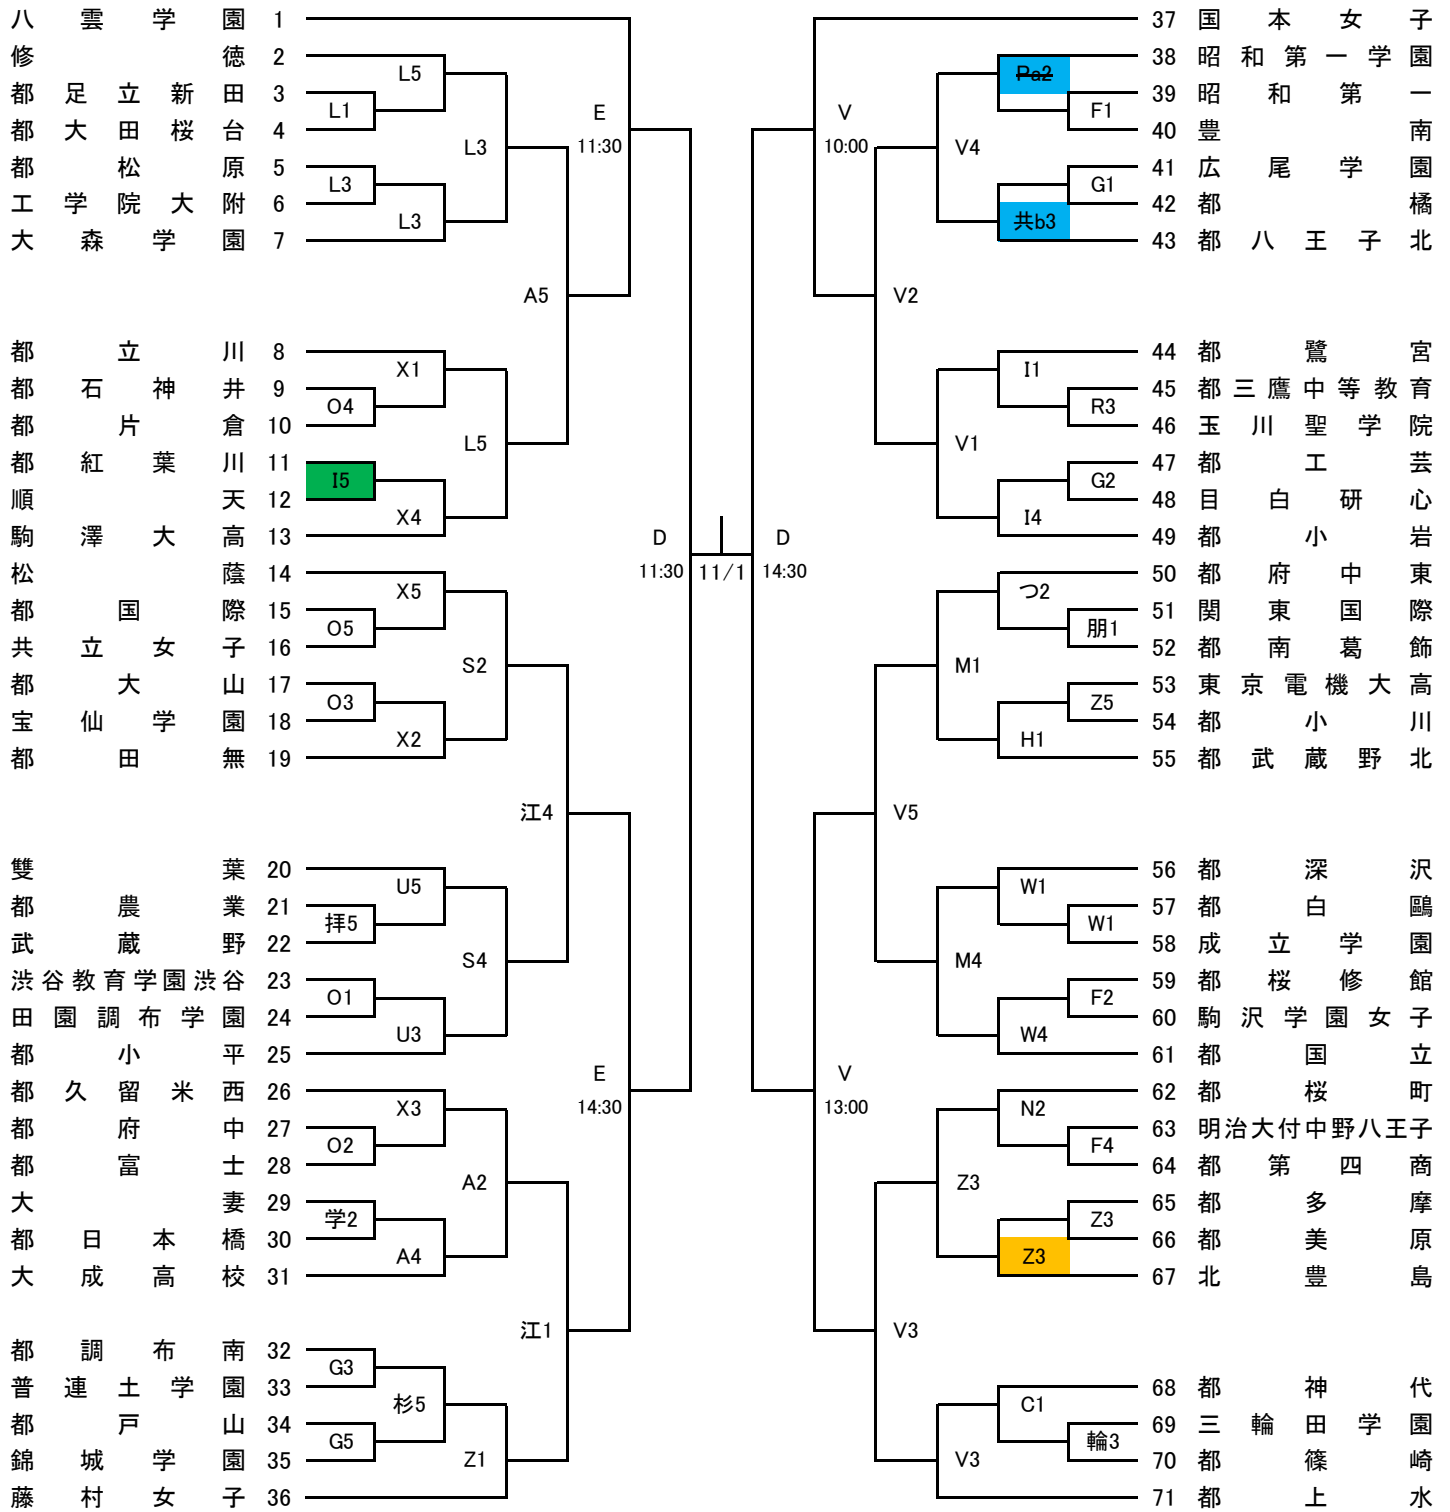 八雲学園 1
修徳 2
L5
都足立新田 3
L1
都大田桜台 4
L3
都松原 5
L3
工学院大附 6
L3
大森学園 7
E
11:30
A5
都立川 8
X1
都石神井 9
O4
都片倉 10
L5
都紅葉川 11
I5
順天 12
X4
駒澤大高 13
D
11:30
松蔭 14
X5
都国際 15
O5
共立女子 16
S2
都大山 17
O3
宝仙学園 18
X2
都田無 19
江4
雙葉 20
U5
都農業 21
拝5
武蔵野 22
S4
渋谷教育学園渋谷 23
O1
田園調布学園 24
U3
都小平 25
E
14:30
都久留米西 26
X3
都府中 27
O2
都富士 28
A2
大妻 29
学2
都日本橋 30
A4
大成高校 31
江1
都調布南 32
G3
普連土学園 33
杉5
都戸山 34
G5
錦城学園 35
Z1
藤村女子 36
11/1
37 国本女子
38 昭和第一学園
Pa2
39 昭和第一
F1
40 豊南
V
10:00
V4
41 広尾学園
G1
42 都橘
共b3
43 都八王子北
V2
44 都鷺宮
I1
45 都三鷹中等教育
R3
46 玉川聖学院
V1
47 都工芸
G2
48 目白研心
I4
49 都小岩
D
14:30
50 都府中東
つ2
51 関東国際
朋1
52 都南葛飾
M1
53 東京電機大高
Z5
54 都小川
H1
55 都武蔵野北
V5
56 都深沢
W1
57 都白鷗
W1
58 成立学園
M4
59 都桜修館
F2
60 駒沢学園女子
W4
61 都国立
V
13:00
62 都桜町
N2
63 明治大付中野八王子
F4
64 都第四商
Z3
65 都多摩
Z3
66 都美原
Z3
67 北豊島
V3
68 都神代
C1
69 三輪田学園
輪3
70 都篠崎
V3
71 都上水